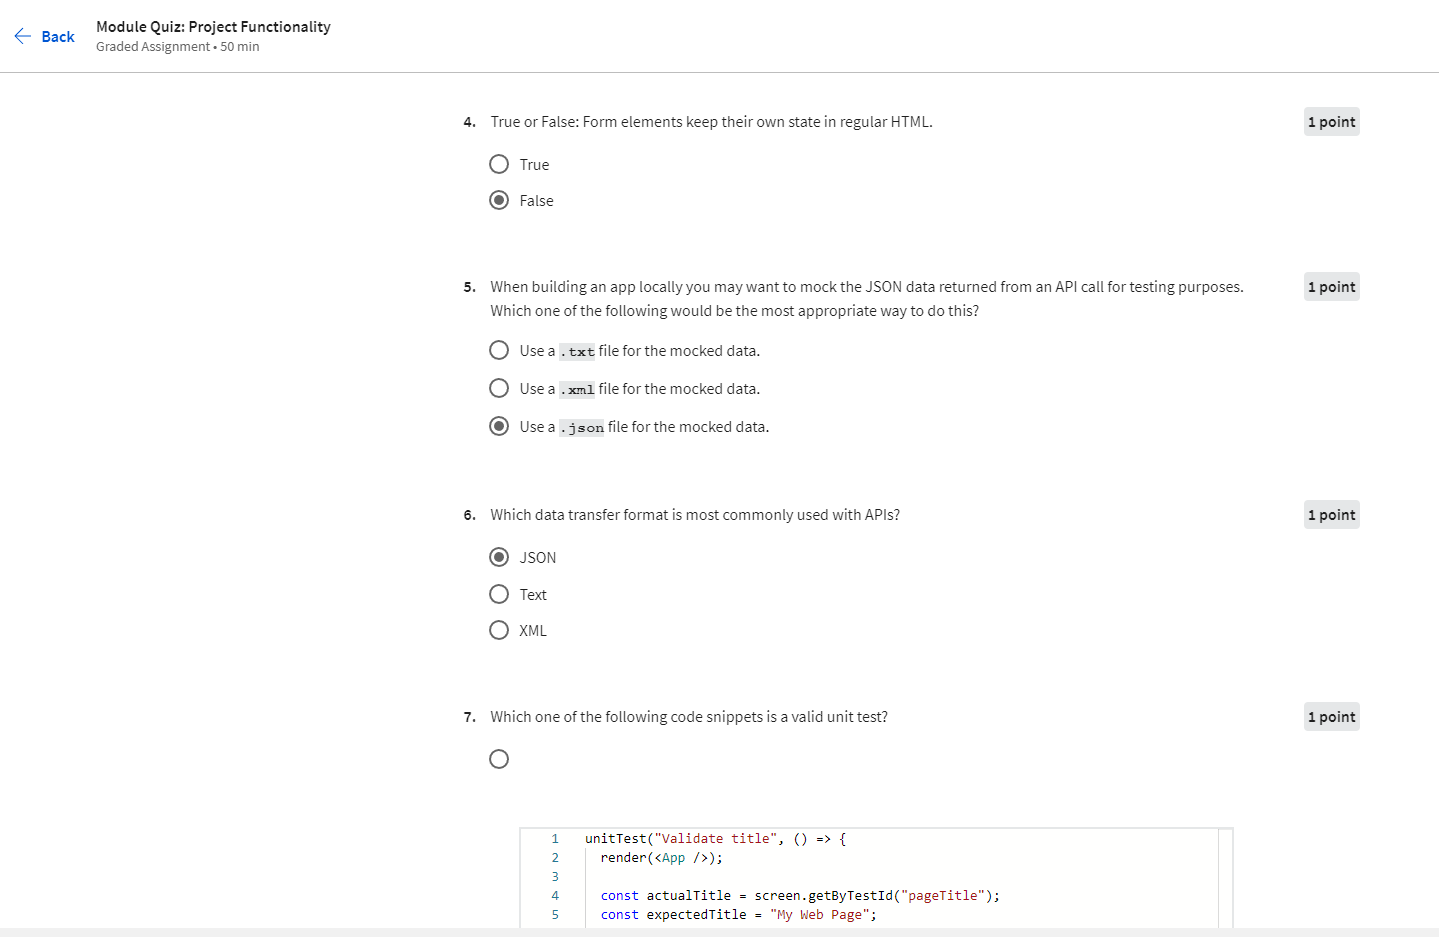 Back
Module Quiz: Project Functionality
Graded Assignment • 50 min
4. True or False: Form elements keep their own state in regular HTML.
1 point
True
False
5. When building an app locally you may want to mock the JSON data returned from an API call for testing purposes.
Which one of the following would be the most appropriate way to do this?
1 point
Use a .txt file for the mocked data.
Use a .xml file for the mocked data.
Use a .json file for the mocked data.
6. Which data transfer format is most commonly used with APIs?
1 point
JSON
Text
XML
7. Which one of the following code snippets is a valid unit test?
1 point
1 unitTest("Validate title", () => {
2 render(<App />);
3
4 const actualTitle = screen.getByTestId("pageTitle");
5 const expectedTitle = "My Web Page";